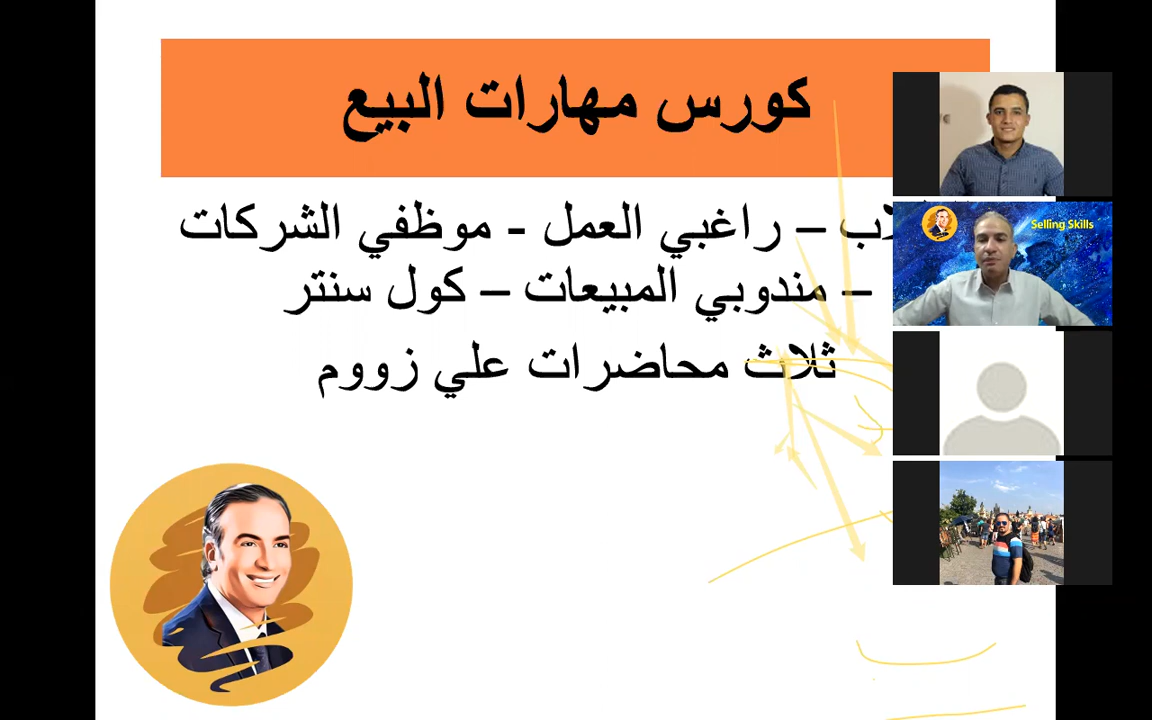 كورس مهارات البيع
– راغبي العمل - موظفي الشركات
– مندوبي المبيعات – كول سنتر
ثلاث محاضرات علي زووم
Selling Skills